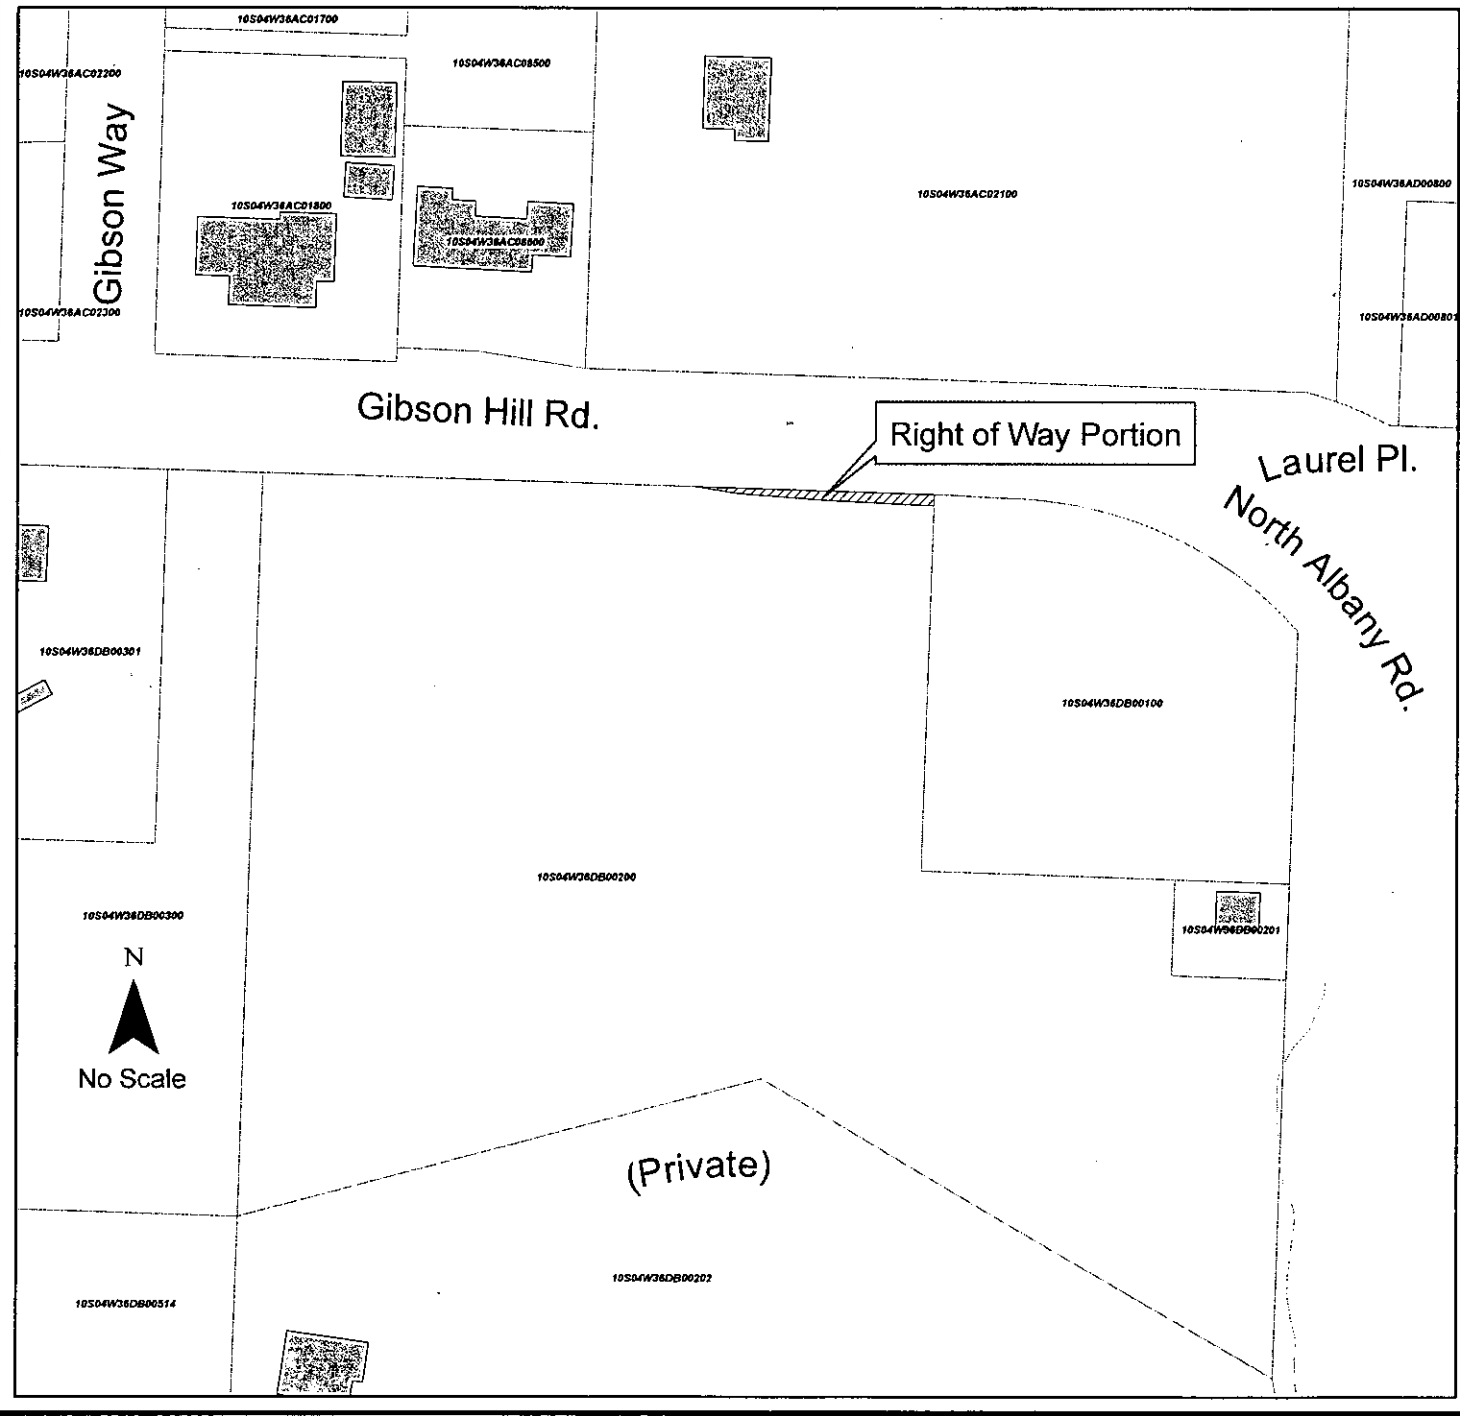 10S04W36AC01700
10S04W36AC02200
10S04W36AC08500
Gibson Way
10S04W36AD00800
10S04W36AC02100
10S04W36AC01800
10S04W36AC08600
10S04W36AC02300
10S04W36AD00801
Gibson Hill Rd.
Right of Way Portion
Laurel Pl.
North Albany Rd.
10S04W36DB00301
10S04W36DB00100
10S04W36DB00200
10S04W36DB00300
10S04W36DB00201
N
No Scale
(Private)
10S04W36DB00202
10S04W36DB00514